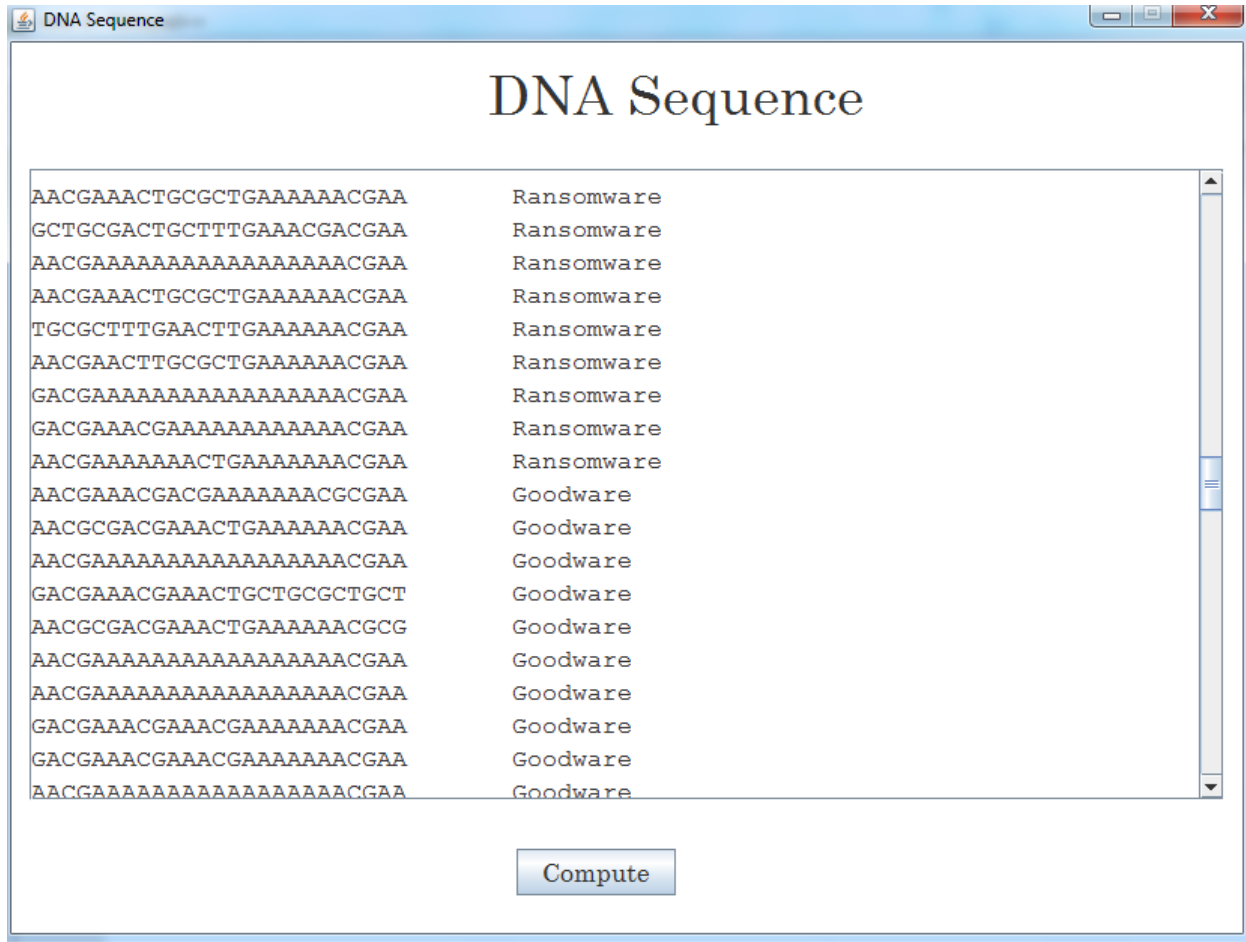 DNA Sequence
DNA Sequence
AACGAAACTGCGCTGAAAAAACGAA Ransomware
GCTGCGACTGCTTTGAAACGACGAA Ransomware
AACGAAAAAAAAAAAAAAAAACGAA Ransomware
AACGAAACTGCGCTGAAAAAACGAA Ransomware
TGCGCTTTGAACTTGAAAAAACGAA Ransomware
AACGAACTTGCGCTGAAAAAACGAA Ransomware
GACGAAAAAAAAAAAAAAAAACGAA Ransomware
GACGAAACGAAAAAAAAAAAACGAA Ransomware
AACGAAAAAAACTGAAAAAAACGAA Ransomware
AACGAAACGACGAAAAAAACGCGAA Goodware
AACGCGACGAAACTGAAAAAACGAA Goodware
AACGAAAAAAAAAAAAAAAAACGAA Goodware
GACGAAACGAAACTGCTGCGCTGCT Goodware
AACGCGACGAAACTGAAAAAACGCG Goodware
AACGAAAAAAAAAAAAAAAAACGAA Goodware
AACGAAAAAAAAAAAAAAAAACGAA Goodware
GACGAAACGAAACGAAAAAAACGAA Goodware
GACGAAACGAAACGAAAAAAACGAA Goodware
AACGAAAAAAAAAAAAAAAAACGAA Goodware
Compute